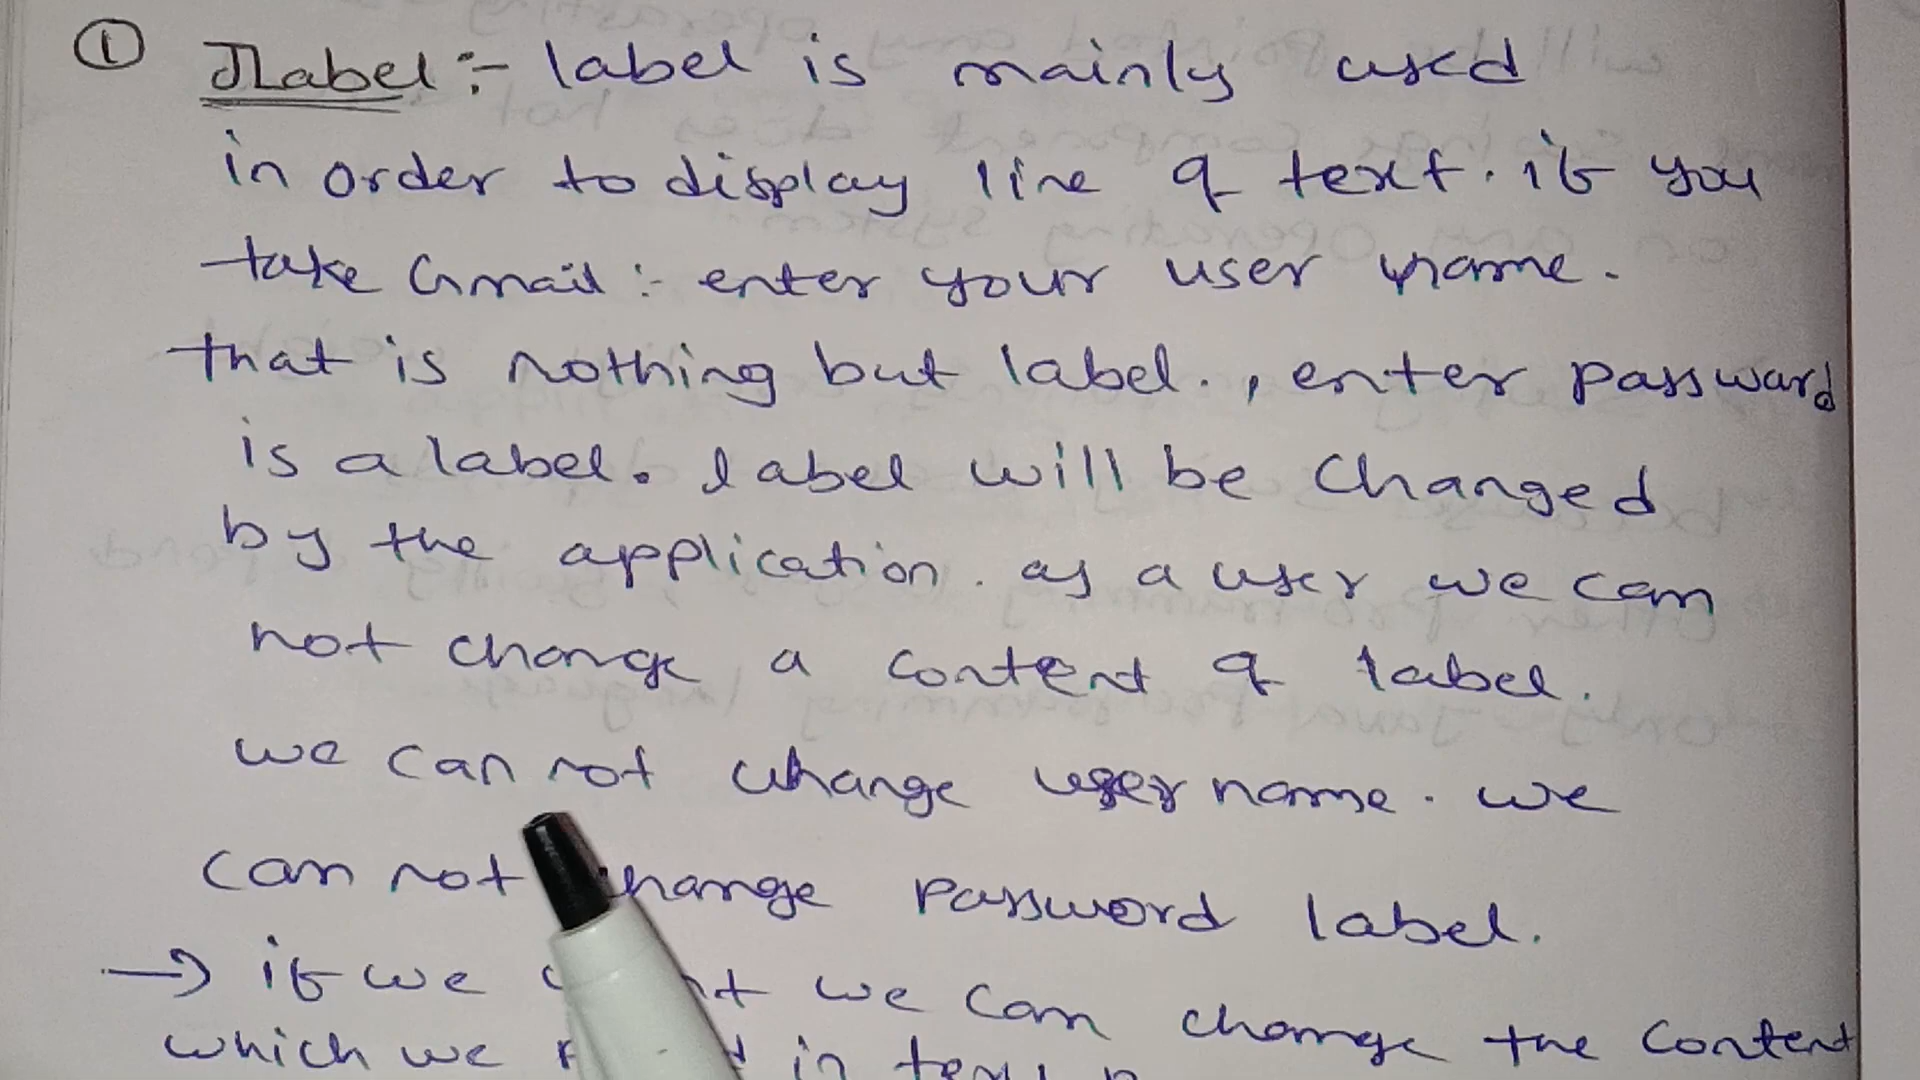 ① JLabel :- label is mainly used
in order to display line of text. if you
take Gmail :- enter your user name.
that is nothing but label. , enter password
is a label. label will be changed
by the application. as a user we can
not change a content of label.
we can not change user name. we
can not change password label.
→ if we we can change the content
which we in